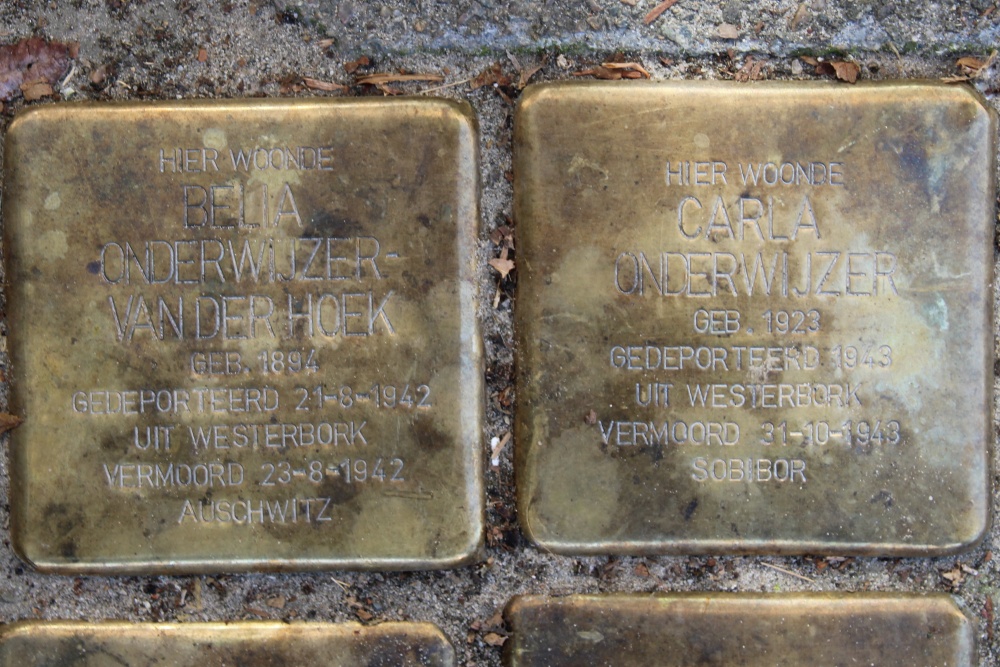 HIER WOONDE
BELIA
ONDERWIJZER-
VAN DER HOEK
GEB. 1894
GEDEPORTEERD 21-8-1942
UIT WESTERBORK
VERMOORD 23-8-1942
AUSCHWITZ
HIER WOONDE
CARLA
ONDERWIJZER
GEB. 1923
GEDEPORTEERD 1943
UIT WESTERBORK
VERMOORD 31-10-1943
SOBIBOR